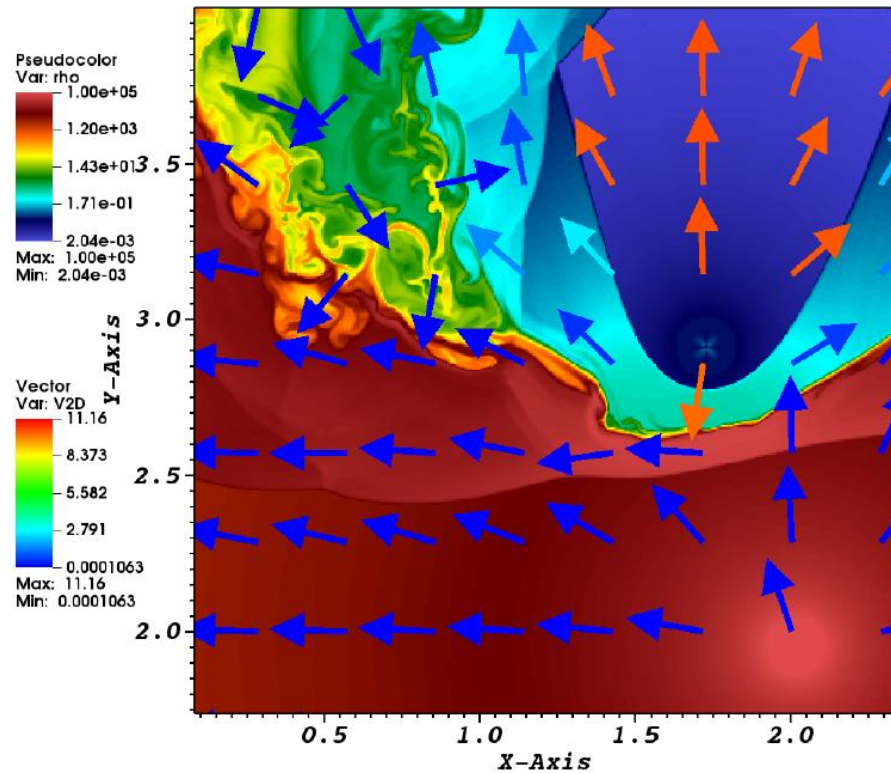 Pseudocolor
Var: rho
1.00e+05
1.20e+03
1.43e+01
1.71e-01
2.04e-03
Max: 1.00e+05
Min: 2.04e-03
Vector
Var: V2D
11.16
8.373
5.582
2.791
0.0001063
Max: 11.16
Min: 0.0001063
Y-Axis
3.5
3.0
2.5
2.0
0.5
1.0
1.5
2.0
X-Axis